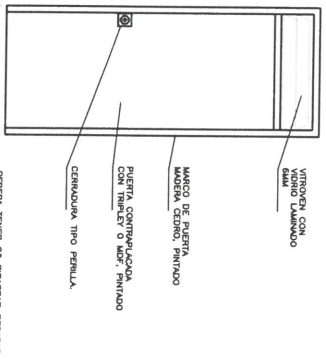 VITROVEN CON
VIDRIO LAMINADO
6MM
MARCO DE PUERTA
MADERA CEDRO, PINTADO
PUERTA CONTRAPLACADA
CON TRIPLEY O MDF, PINTADO
CERRADURA TIPO PERILLA.